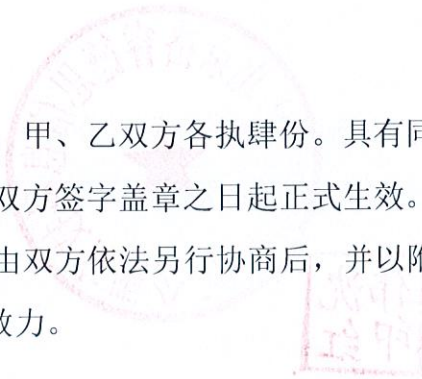 甲、乙双方各执肆份。具有同
双方签字盖章之日起正式生效。
由双方依法另行协商后，并以附
效力。